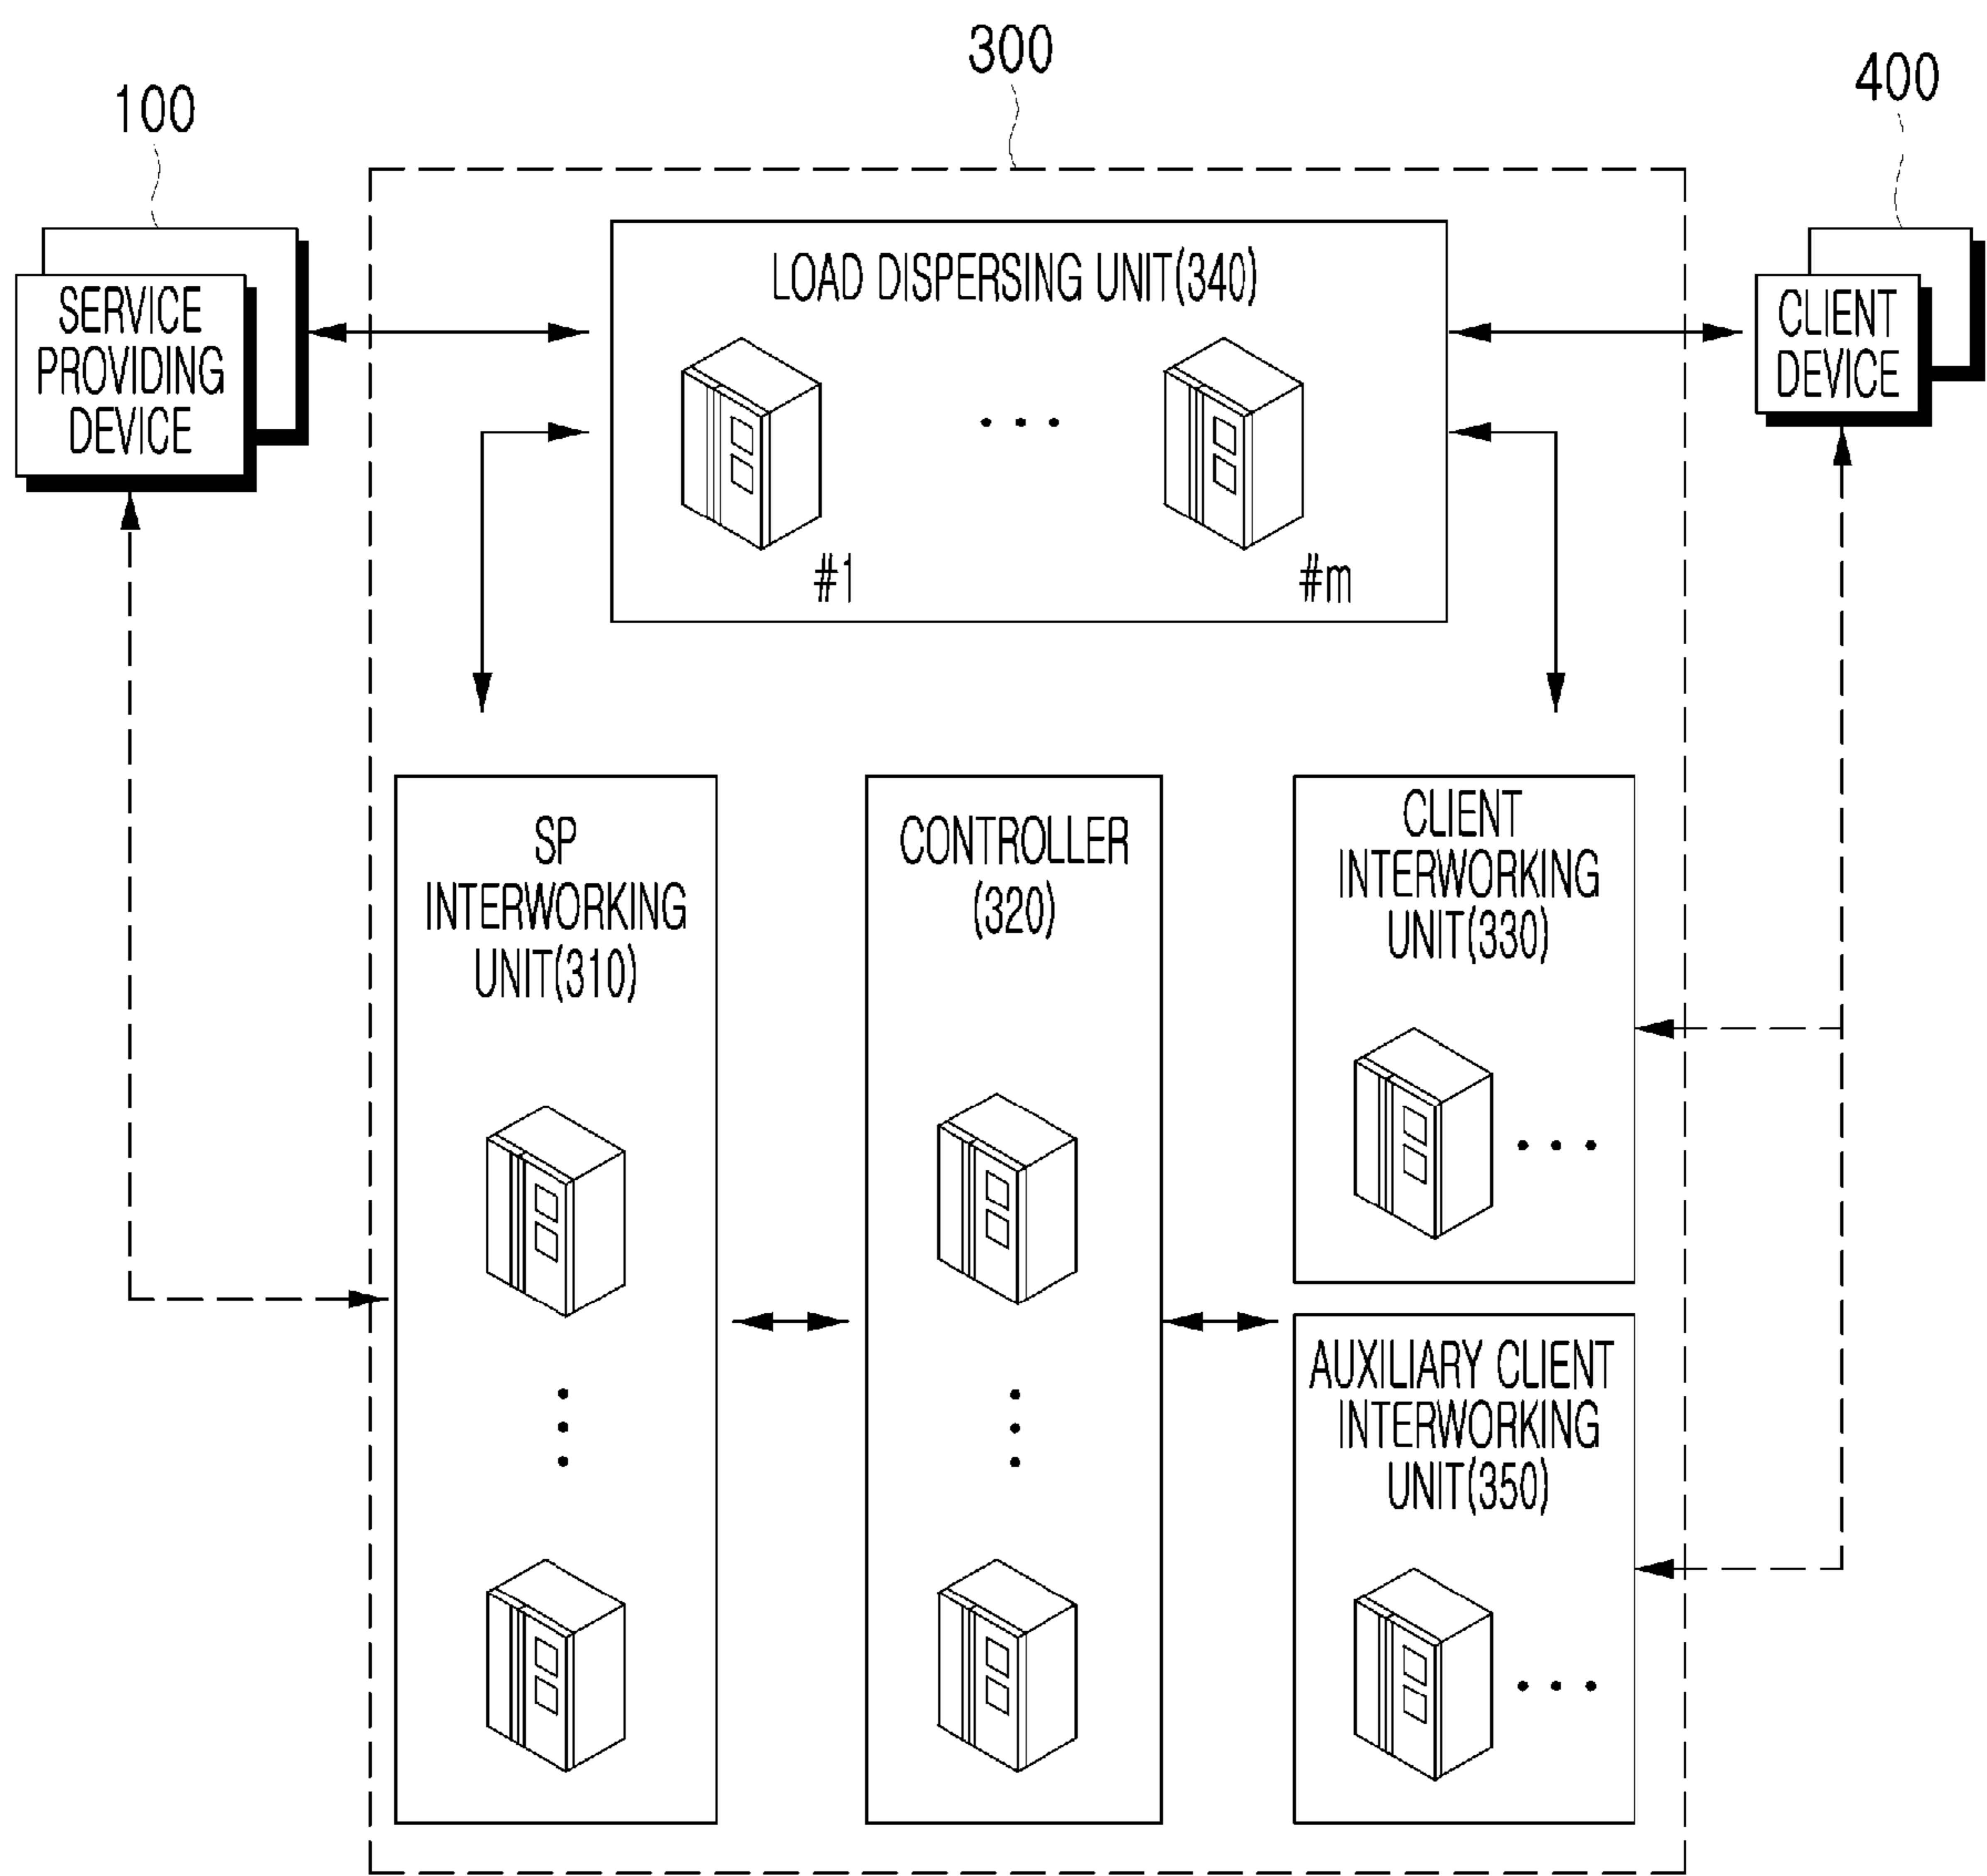 300
100
400
LOAD DISPERSING UNIT(340)
SERVICE
PROVIDING
DEVICE
CLIENT
DEVICE
#1
#m
SP
INTERWORKING
UNIT(310)
CONTROLLER
(320)
CLIENT
INTERWORKING
UNIT(330)
AUXILIARY CLIENT
INTERWORKING
UNIT(350)